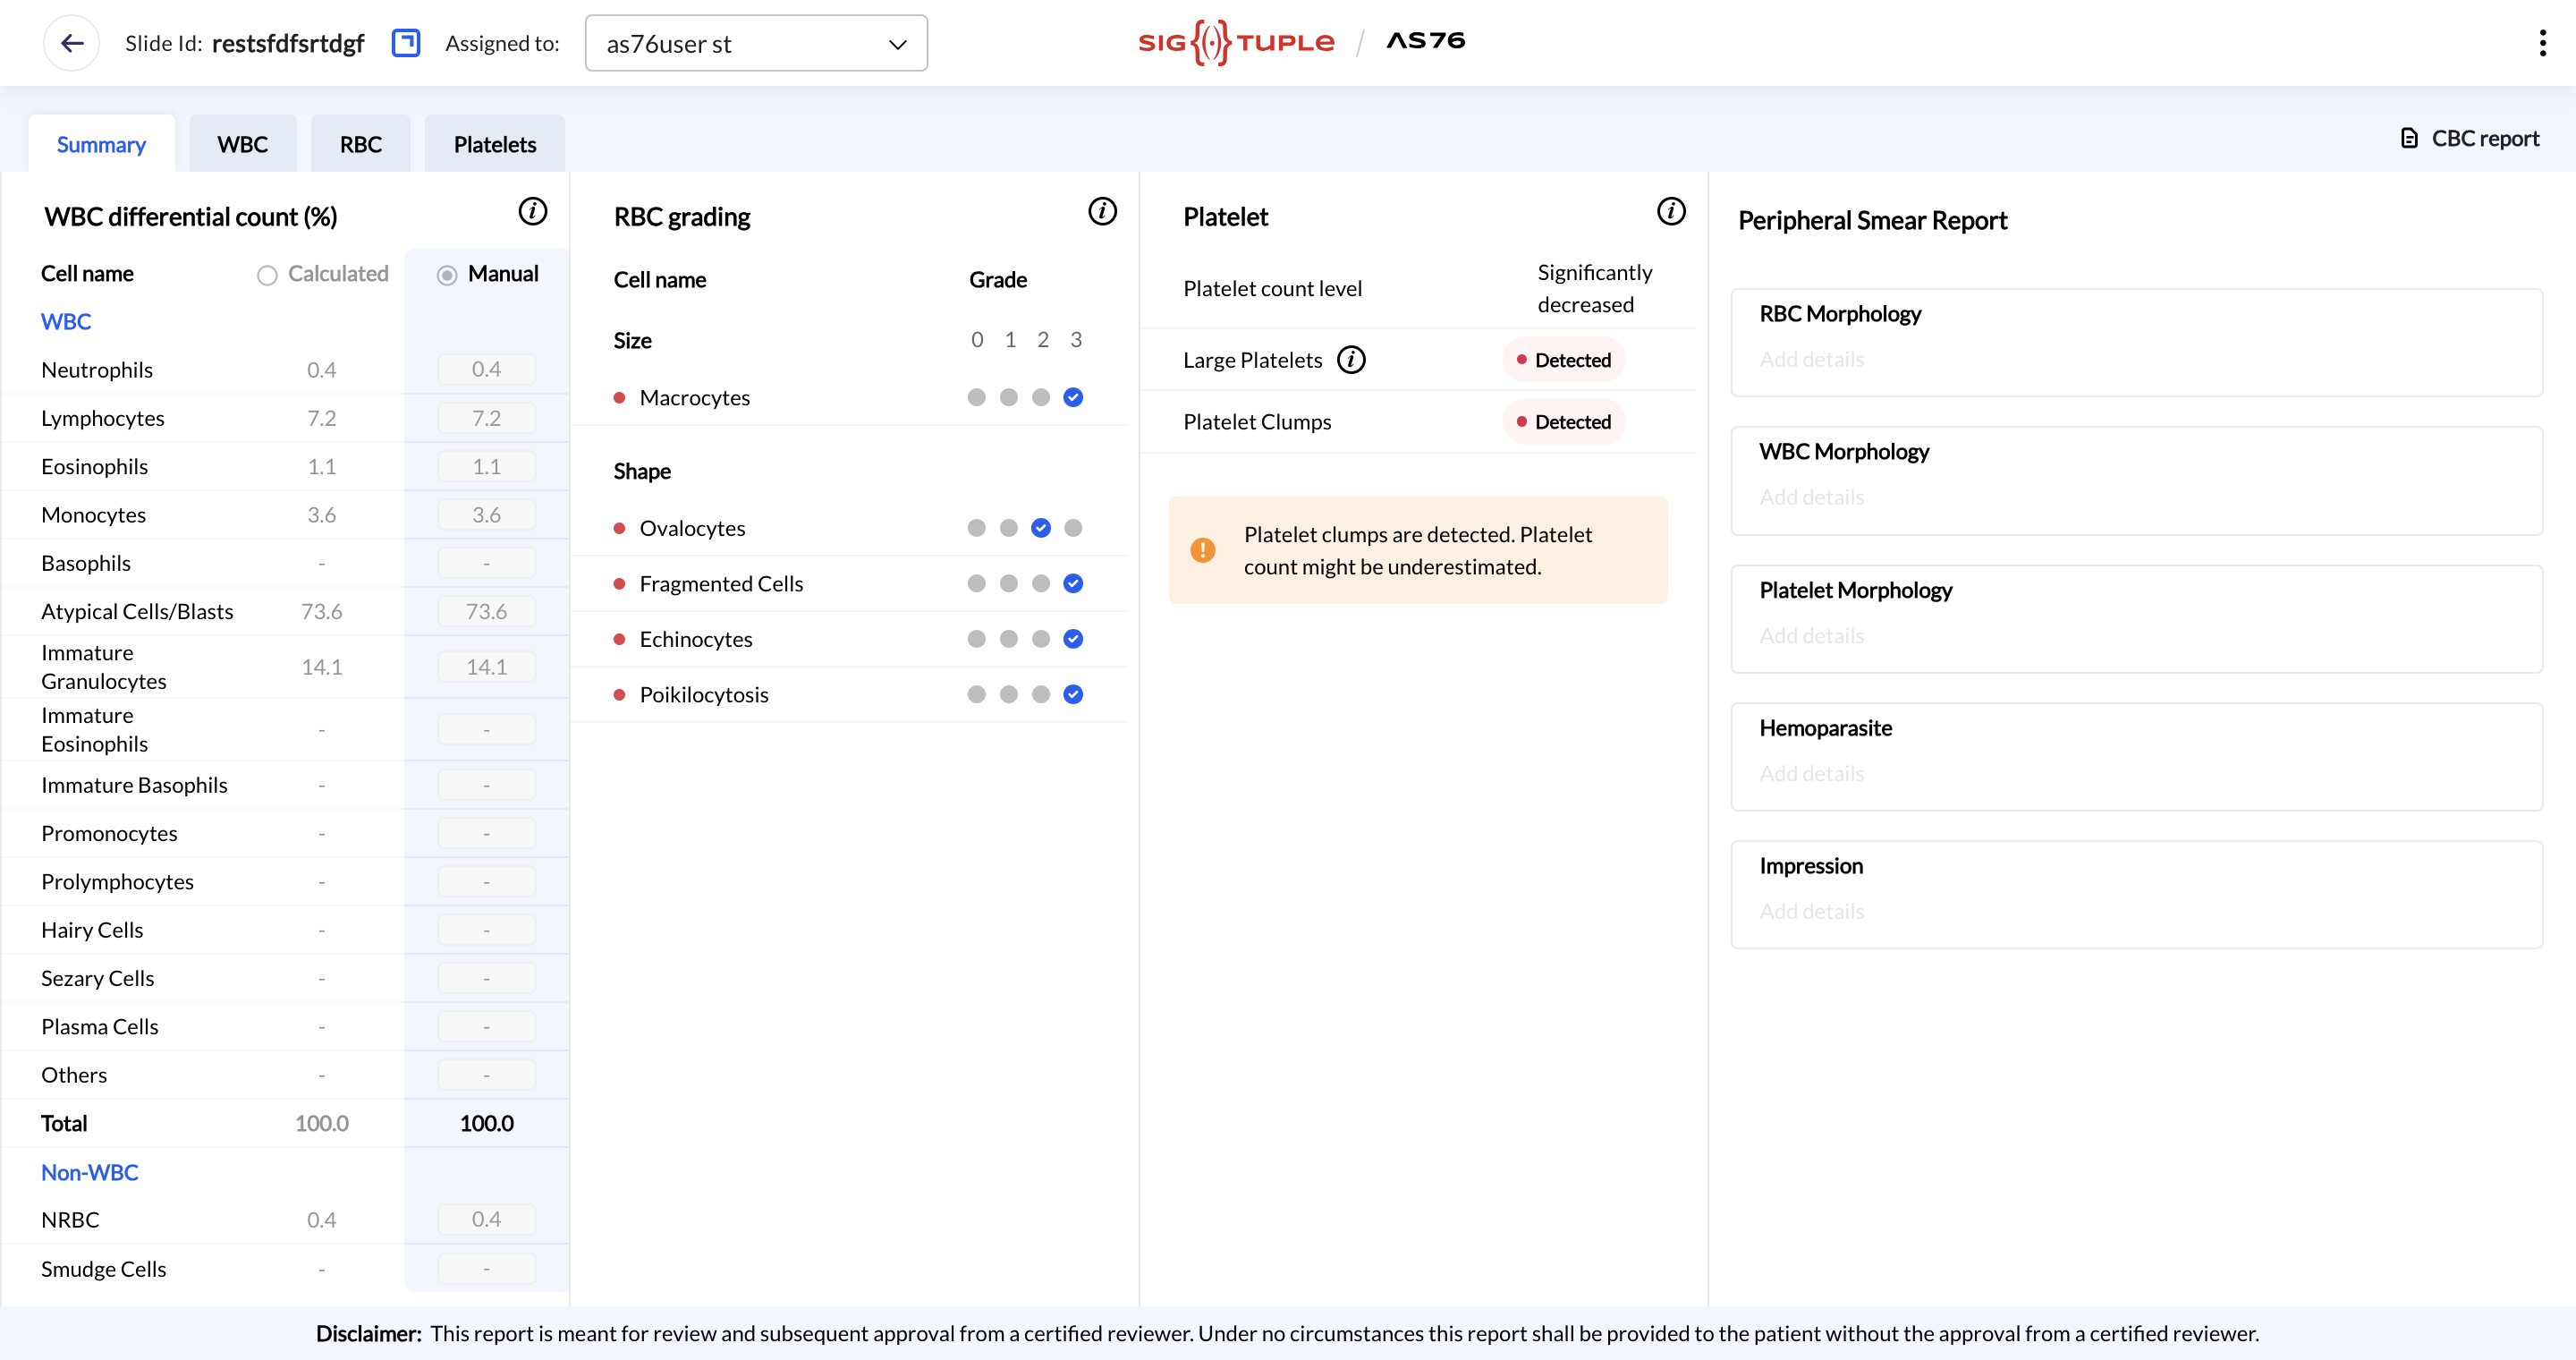 Slide Id: restsfdfsrtdgf Assigned to: as76user st SIG{(·)}TUPLE / AS76
Summary WBC RBC Platelets CBC report
WBC differential count (%)
Cell name Calculated Manual
WBC
Neutrophils 0.4 0.4
Lymphocytes 7.2 7.2
Eosinophils 1.1 1.1
Monocytes 3.6 3.6
Basophils - -
Atypical Cells/Blasts 73.6 73.6
Immature
Granulocytes 14.1 14.1
Immature
Eosinophils - -
Immature Basophils - -
Promonocytes - -
Prolymphocytes - -
Hairy Cells - -
Sezary Cells - -
Plasma Cells - -
Others - -
Total 100.0 100.0
Non-WBC
NRBC 0.4 0.4
Smudge Cells - -
RBC grading
Cell name Grade
Size 0 1 2 3
Macrocytes
Shape
Ovalocytes
Fragmented Cells
Echinocytes
Poikilocytosis
Platelet
Platelet count level Significantly
decreased
Large Platelets Detected
Platelet Clumps Detected
Platelet clumps are detected. Platelet
count might be underestimated.
Peripheral Smear Report
RBC Morphology
Add details
WBC Morphology
Add details
Platelet Morphology
Add details
Hemoparasite
Add details
Impression
Add details
Disclaimer: This report is meant for review and subsequent approval from a certified reviewer. Under no circumstances this report shall be provided to the patient without the approval from a certified reviewer.